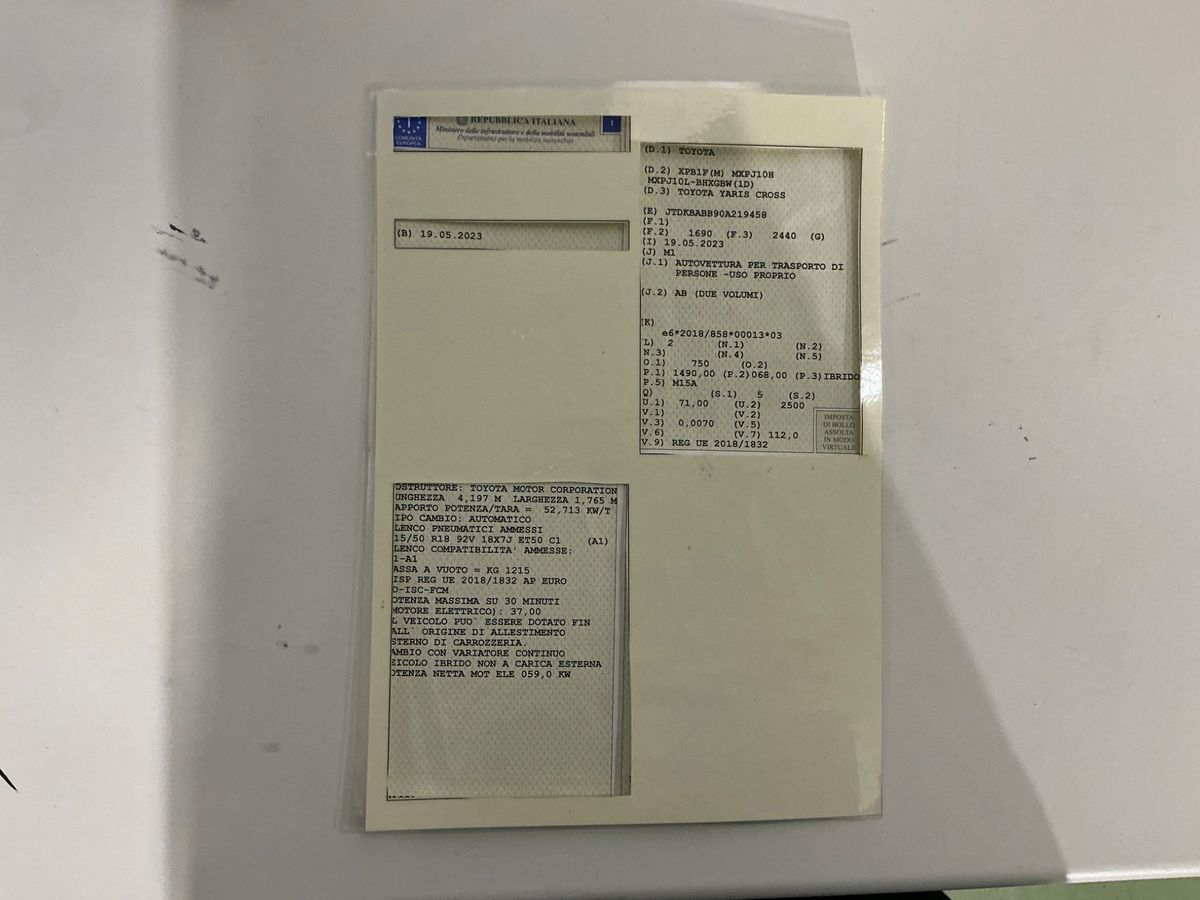 COMUNITÀ
EUROPEA
REPUBBLICA ITALIANA
Ministero delle infrastrutture e della mobilità sostenibili
Dipartimento per la mobilità sostenibile
1
(B) 19.05.2023
OSTRUTTORE: TOYOTA MOTOR CORPORATION
UNGHEZZA 4,197 M LARGHEZZA 1,765 M
APPORTO POTENZA/TARA = 52,713 KW/T
IPO CAMBIO: AUTOMATICO
LENCO PNEUMATICI AMMESSI
15/50 R18 92V 18X7J ET50 C1 (A1)
LENCO COMPATIBILITA' AMMESSE:
1-A1
ASSA A VUOTO = KG 1215
ISP REG UE 2018/1832 AP EURO
D-ISC-FCM
OTENZA MASSIMA SU 30 MINUTI
MOTORE ELETTRICO): 37,00
L VEICOLO PUO` ESSERE DOTATO FIN
ALL` ORIGINE DI ALLESTIMENTO
STERNO DI CARROZZERIA.
AMBIO CON VARIATORE CONTINUO
EICOLO IBRIDO NON A CARICA ESTERNA
OTENZA NETTA MOT ELE 059,0 KW
(D.1) TOYOTA
(D.2) XPB1F(M) MXPJ10H
MXPJ10L-BHXGBW(1D)
(D.3) TOYOTA YARIS CROSS
(E) JTDKBABB90A219458
(F.1)
(F.2) 1690 (F.3) 2440 (G)
(I) 19.05.2023
(J) M1
(J.1) AUTOVETTURA PER TRASPORTO DI
PERSONE -USO PROPRIO
(J.2) AB (DUE VOLUMI)
(K)
e6*2018/858*00013*03
L) 2 (N.1) (N.2)
N.3) (N.4) (N.5)
O.1) 750 (O.2)
P.1) 1490,00 (P.2)068,00 (P.3)IBRIDO
P.5) M15A
Q) (S.1) 5 (S.2)
U.1) 71,00 (U.2) 2500
V.1) (V.2)
V.3) 0,0070 (V.5)
V.6) (V.7) 112,0
V.9) REG UE 2018/1832
IMPOSTA
DI BOLLO
ASSOLTA
IN MODO
VIRTUALE